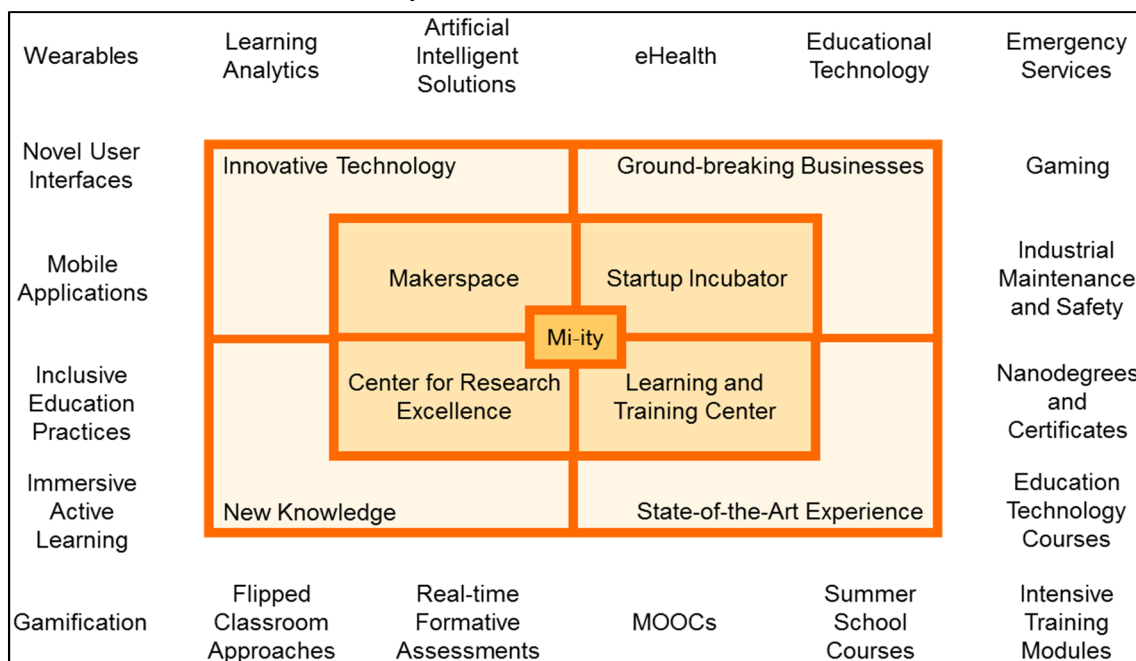 Wearables
Learning
Analytics
Artificial
Intelligent
Solutions
eHealth
Educational
Technology
Emergency
Services
Novel User
Interfaces
Innovative Technology
Ground-breaking Businesses
Gaming
Mobile
Applications
Makerspace
Startup Incubator
Industrial
Maintenance
and Safety
Mi-ity
Inclusive
Education
Practices
Center for Research
Excellence
Learning and
Training Center
Nanodegrees
and
Certificates
Immersive
Active
Learning
New Knowledge
State-of-the-Art Experience
Education
Technology
Courses
Gamification
Flipped
Classroom
Approaches
Real-time
Formative
Assessments
MOOCs
Summer
School
Courses
Intensive
Training
Modules